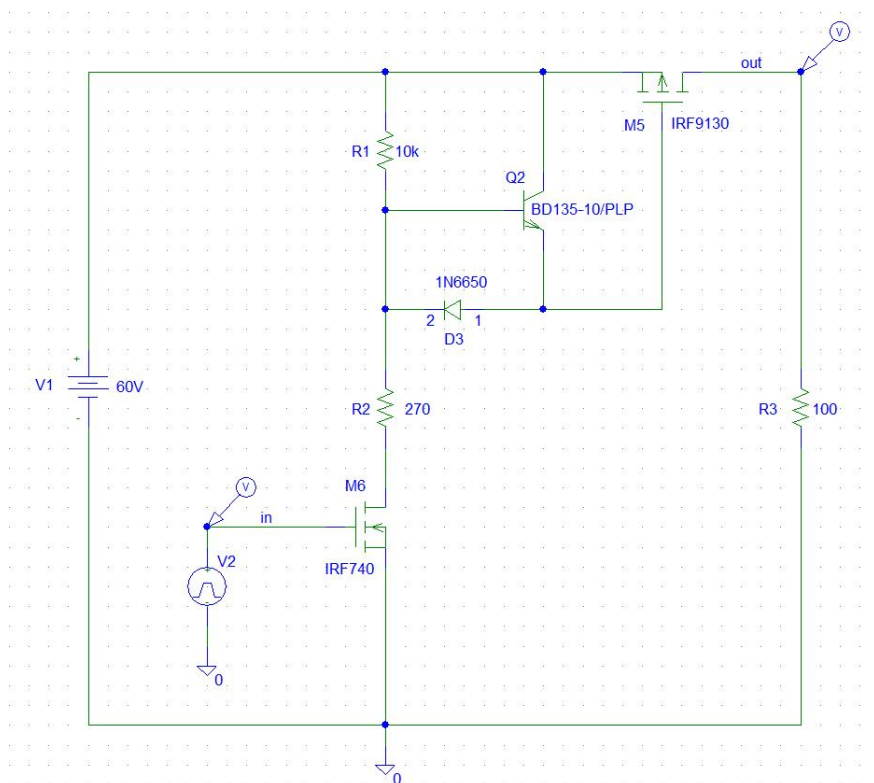 V
out
M5
IRF9130
R1
10k
Q2
BD135-10/PLP
1N6650
2
1
D3
+
V1
60V
-
R2
270
R3
100
V
M6
in
V2
+
-
IRF740
0
0